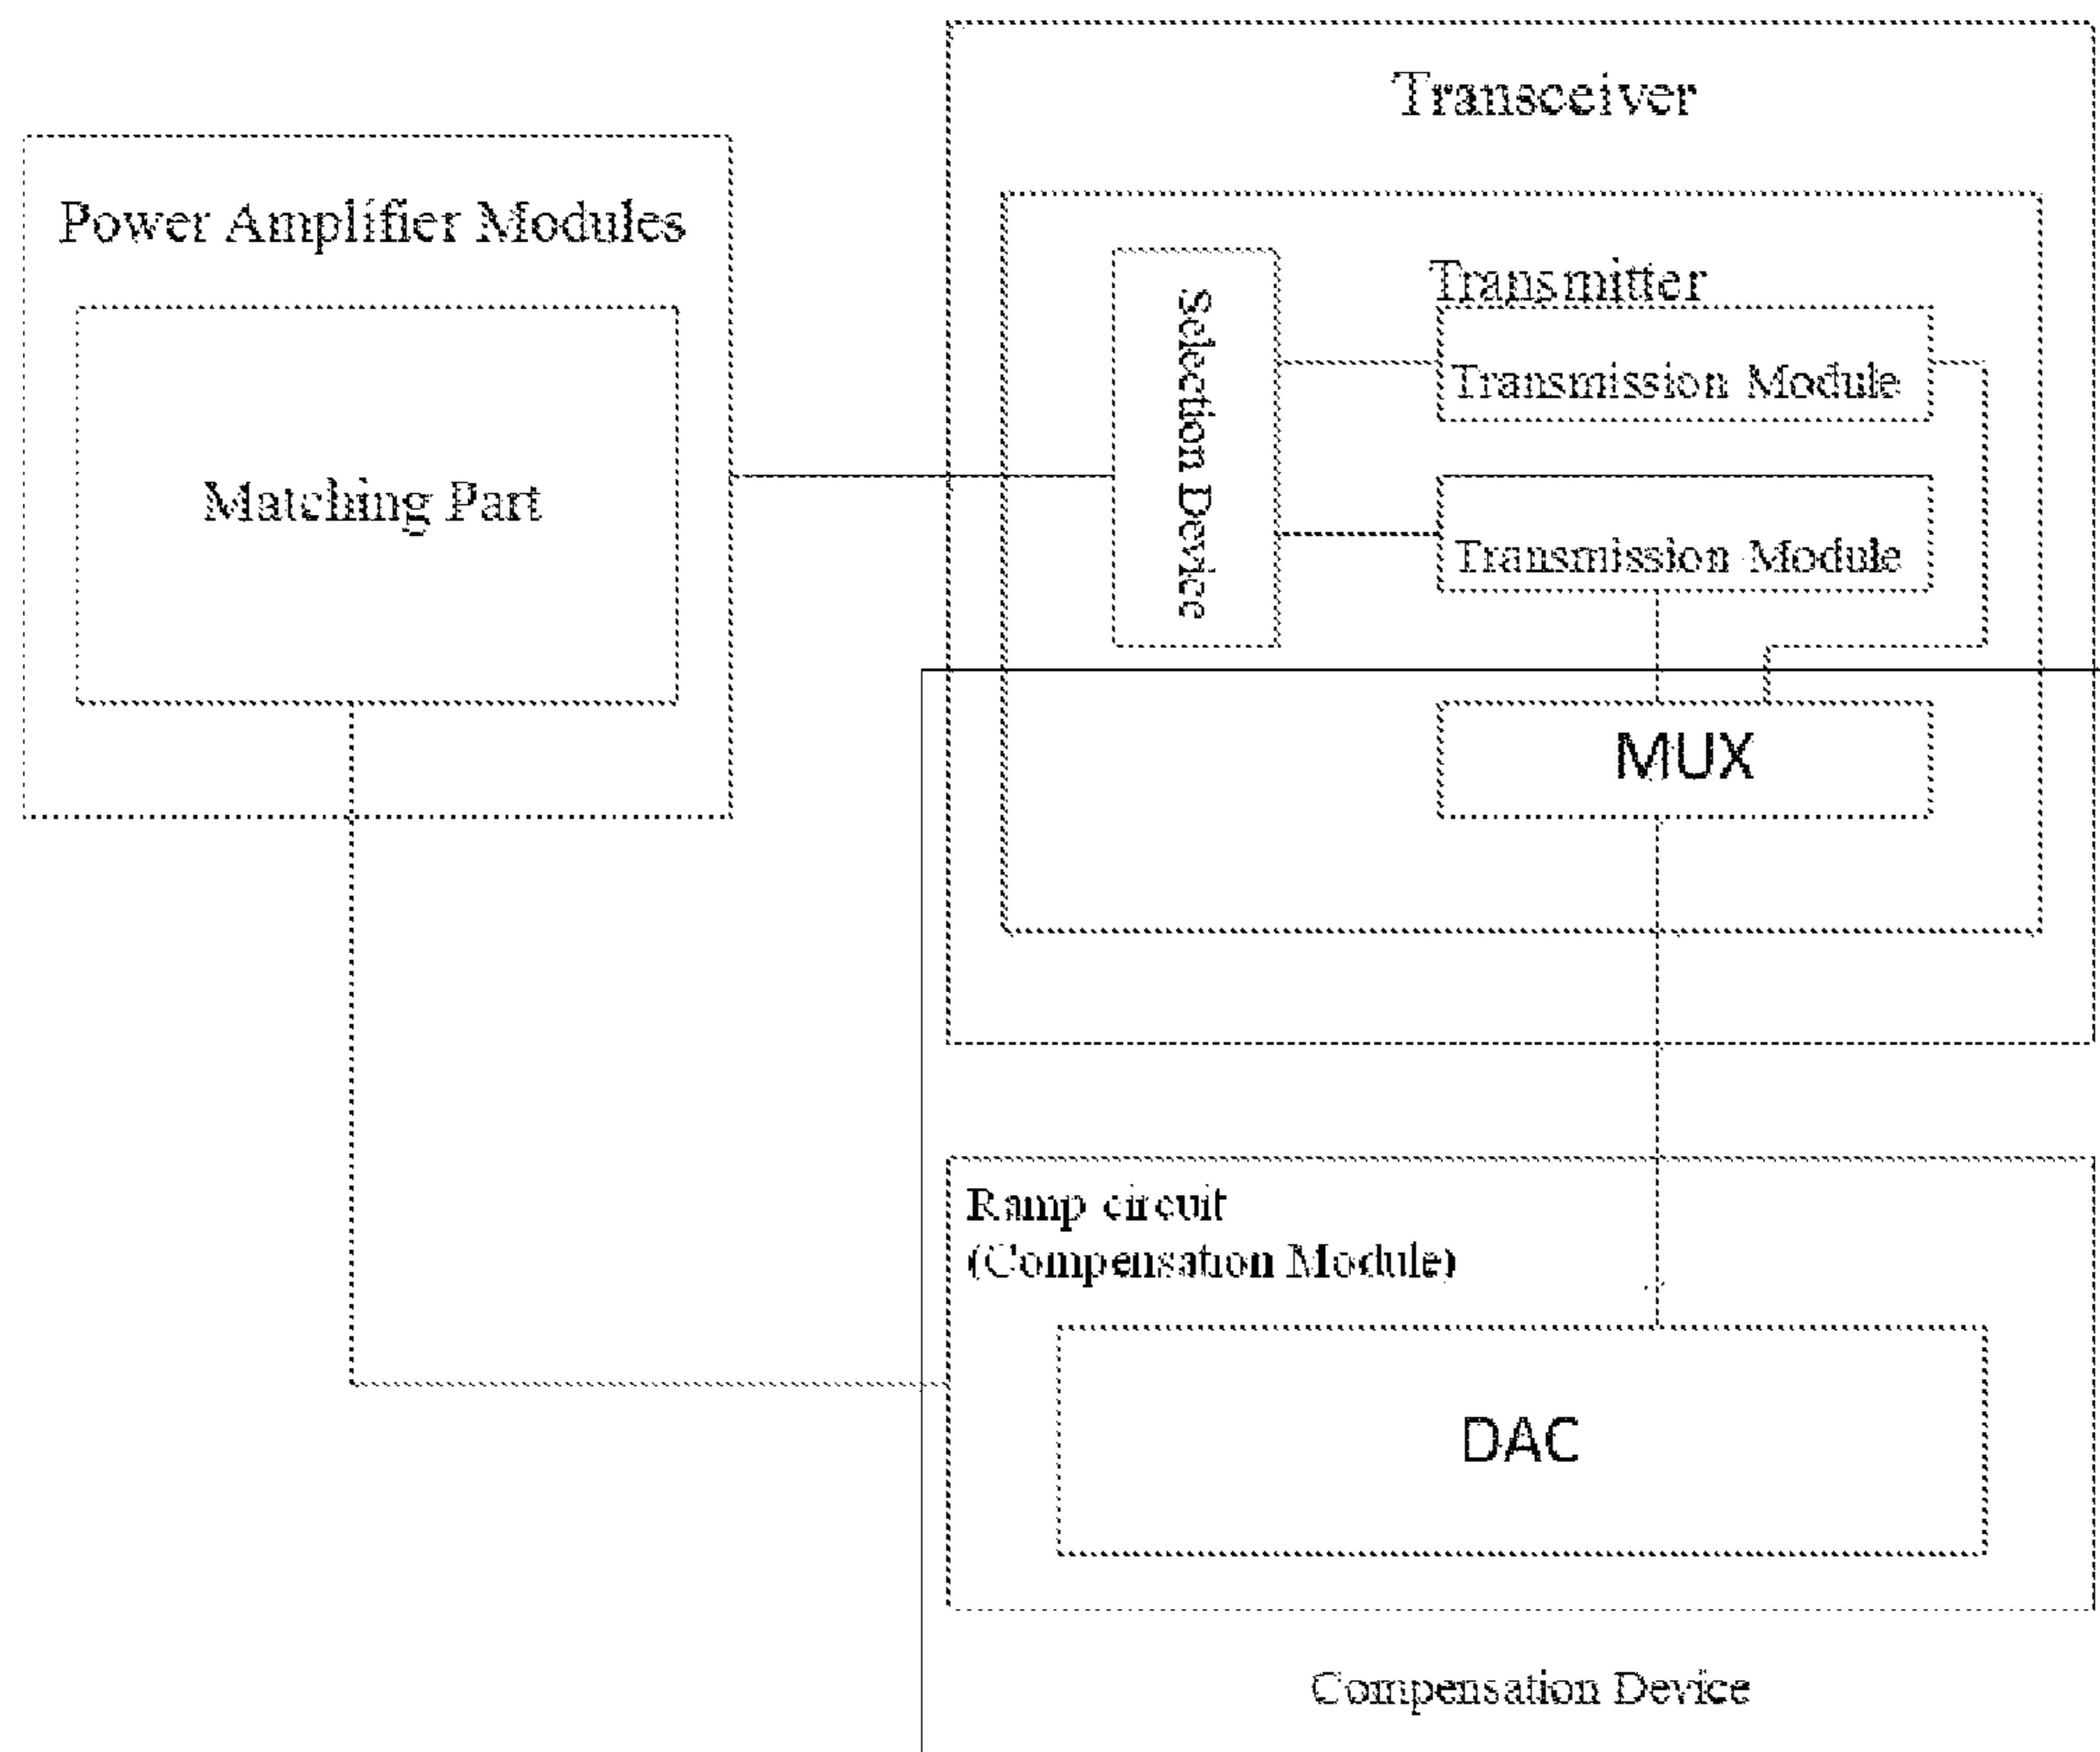 Transceiver
Power Amplifier Modules
Transmitter
Selection Device
Transmission Module
Matching Part
Transmission Module
MUX
Ramp circuit
(Compensation Module)
DAC
Compensation Device